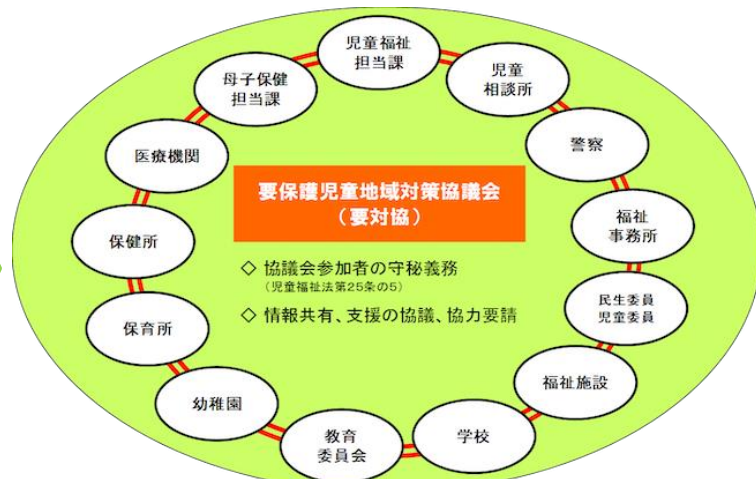 児童福祉
担当課
児童
相談所
警察
福祉
事務所
民生委員
児童委員
福祉施設
学校
教育
委員会
幼稚園
保育所
保健所
医療機関
母子保健
担当課
要保護児童地域対策協議会
（要対協）
◇ 協議会参加者の守秘義務
（児童福祉法第25条の5）
◇ 情報共有、支援の協議、協力要請